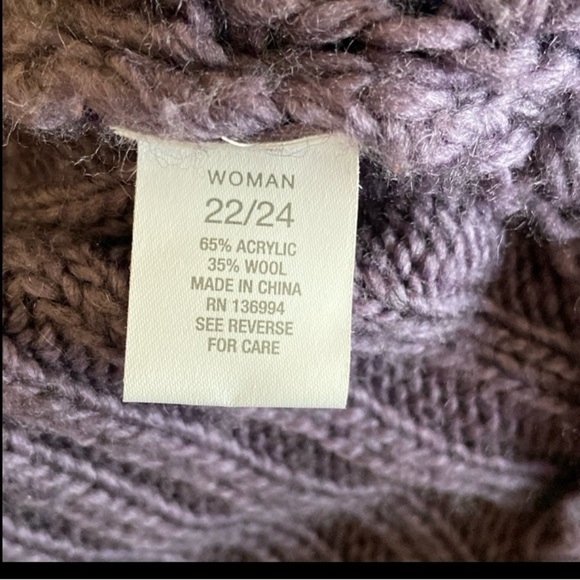 WOMAN
22/24
65% ACRYLIC
35% WOOL
MADE IN CHINA
RN 136994
SEE REVERSE
FOR CARE